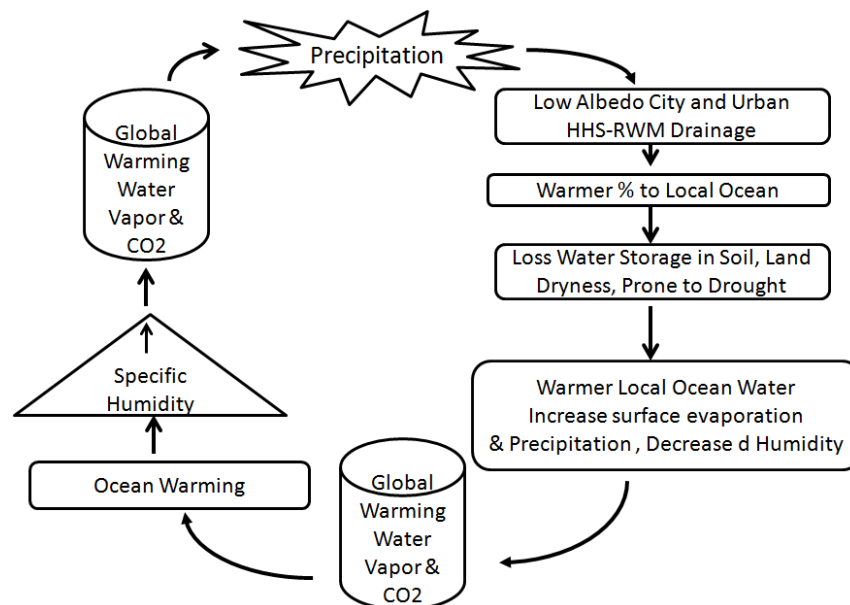 Precipitation
Low Albedo City and Urban
HHS-RWM Drainage
Warmer % to Local Ocean
Loss Water Storage in Soil, Land
Dryness, Prone to Drought
Warmer Local Ocean Water
Increase surface evaporation
& Precipitation , Decrease d Humidity
Global
Warming
Water
Vapor &
CO2
Ocean Warming
Specific
Humidity
Global
Warming
Water
Vapor &
CO2